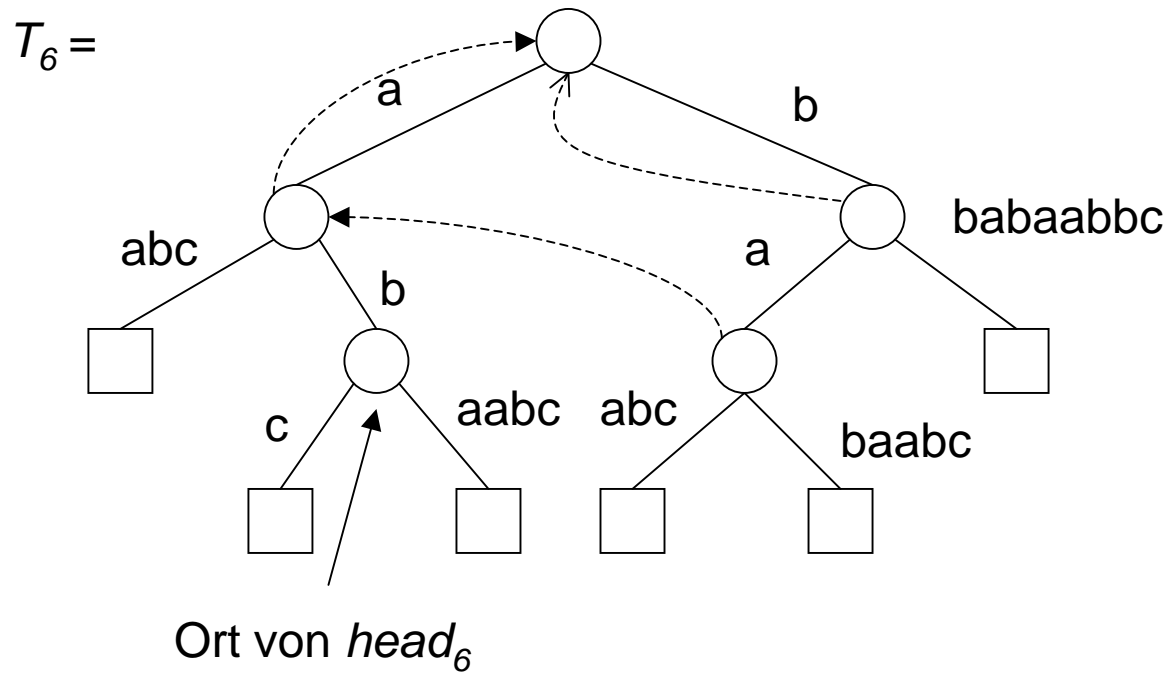 T6 =
a
b
babaabbc
abc
b
a
c
aabc
abc
baabc
Ort von head6